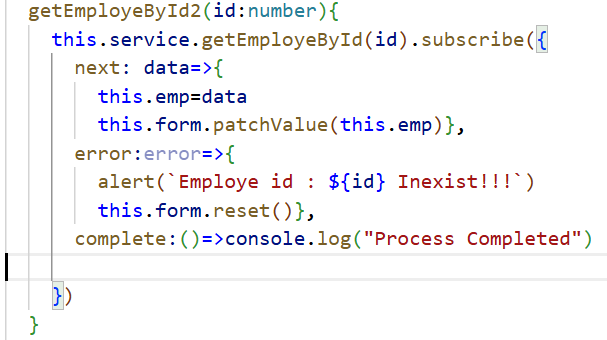 getEmployeById2(id:number){
this.service.getEmployeById(id).subscribe({
next: data=>{
this.emp=data
this.form.patchValue(this.emp)},
error:error=>{
alert(`Employe id : ${id} Inexist!!!`)
this.form.reset()},
complete:()=>console.log("Process Completed")
})
}